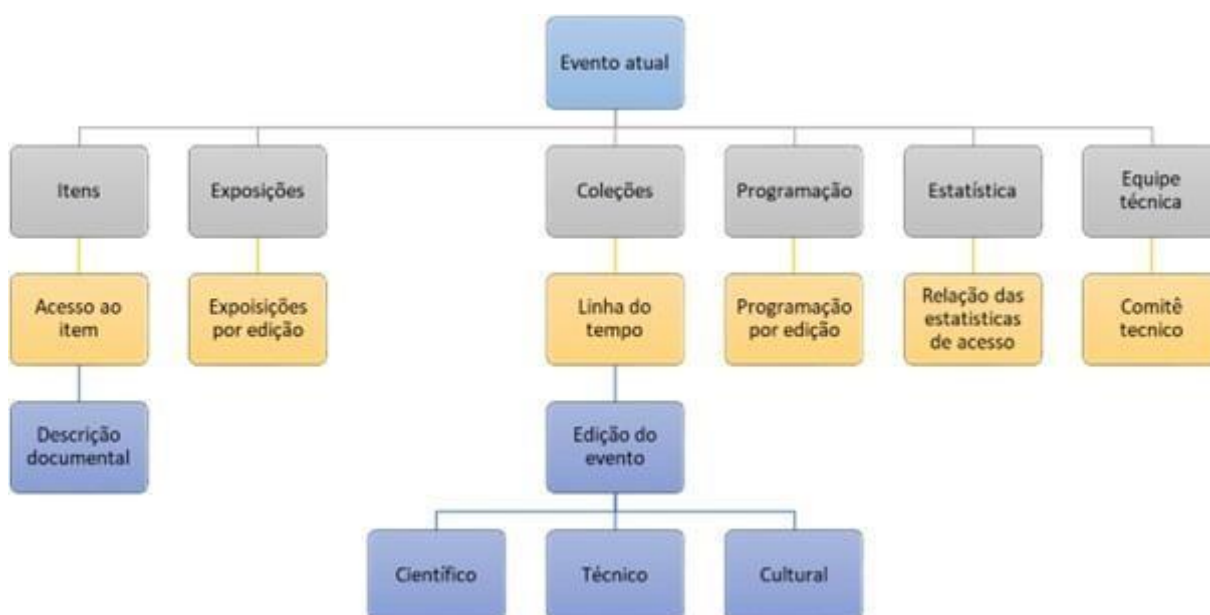 Evento atual
Itens
Exposições
Coleções
Programação
Estatística
Equipe
técnica
Acesso ao
item
Expoisições
por edição
Linha do
tempo
Programação
por edição
Relação das
estatisticas
de acesso
Comitê
tecnico
Descrição
documental
Edição do
evento
Científico
Técnico
Cultural